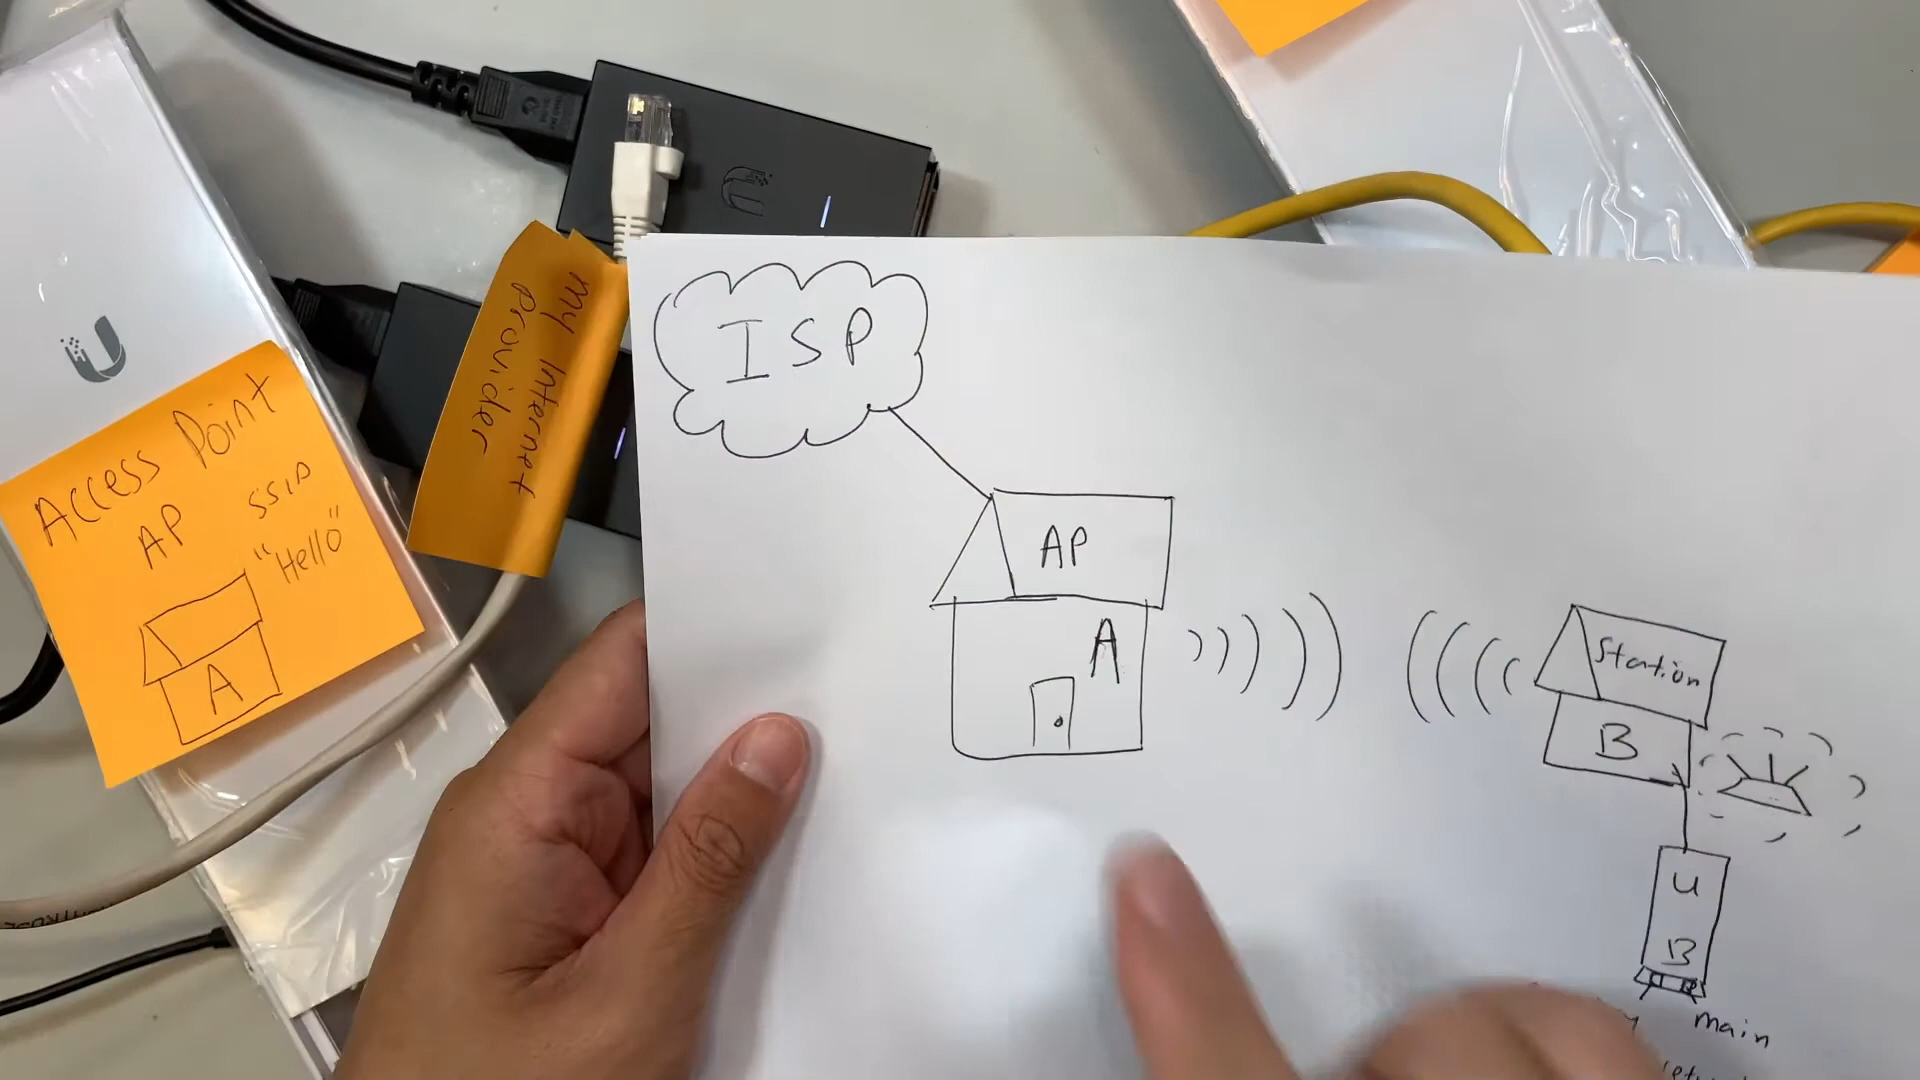 Access Point
AP
SSID
"Hello"
A
my Internet
Provider
ISP
AP
A
Station
B
U
B
main